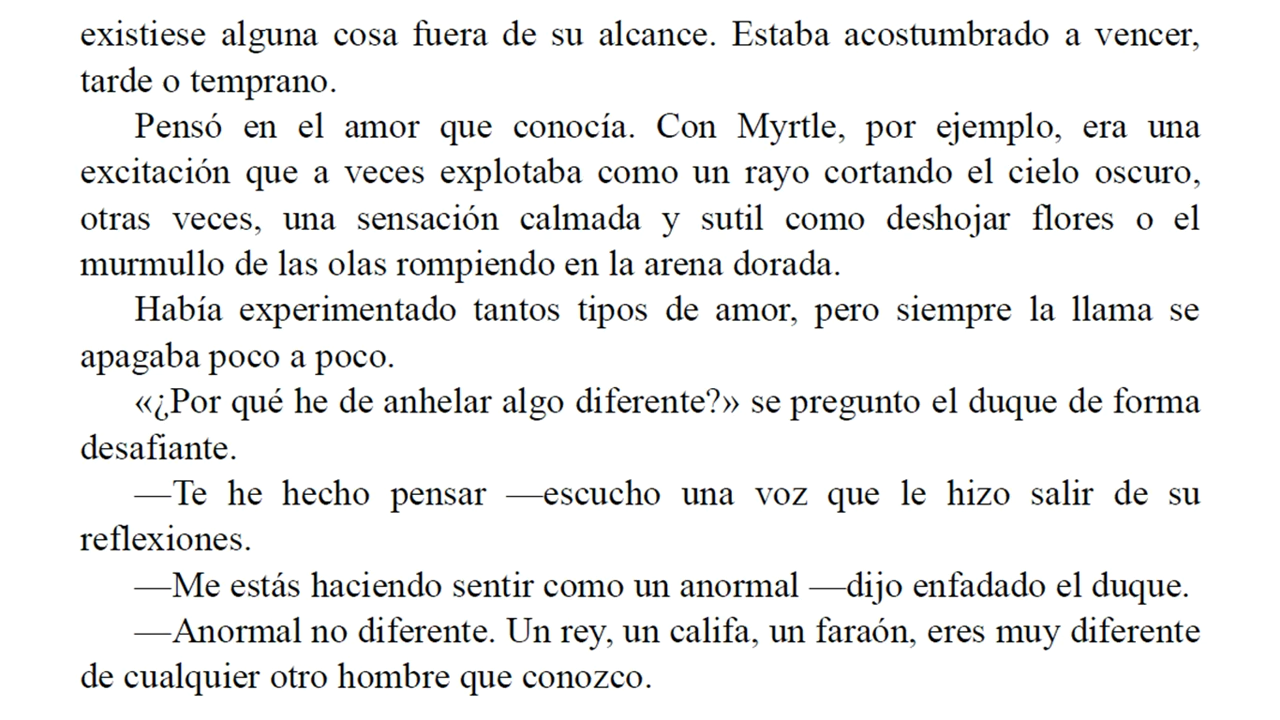 existiese alguna cosa fuera de su alcance. Estaba acostumbrado a vencer,
tarde o temprano.
Pensó en el amor que conocía. Con Myrtle, por ejemplo, era una
excitación que a veces explotaba como un rayo cortando el cielo oscuro,
otras veces, una sensación calmada y sutil como deshojar flores o el
murmullo de las olas rompiendo en la arena dorada.
Había experimentado tantos tipos de amor, pero siempre la llama se
apagaba poco a poco.
«¿Por qué he de anhelar algo diferente?» se pregunto el duque de forma
desafiante.
—Te he hecho pensar —escucho una voz que le hizo salir de su
reflexiones.
—Me estás haciendo sentir como un anormal —dijo enfadado el duque.
—Anormal no diferente. Un rey, un califa, un faraón, eres muy diferente
de cualquier otro hombre que conozco.